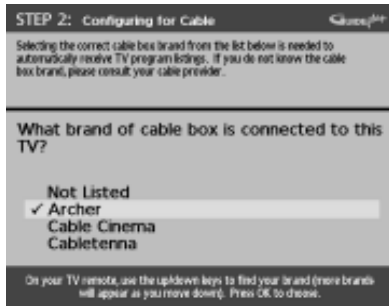 STEP 2: Configuring for Cable
Selecting the correct cable box brand from the list below is needed to
automatically receive TV program listings. If you do not know the cable
box brand, please consult your cable provider.
What brand of cable box is connected to this
TV?
Not Listed
✓ Archer
Cable Cinema
Cabletenna
On your TV remote, use the up/down keys to find your brand (more brands
will appear as you move down). Press OK to choose.